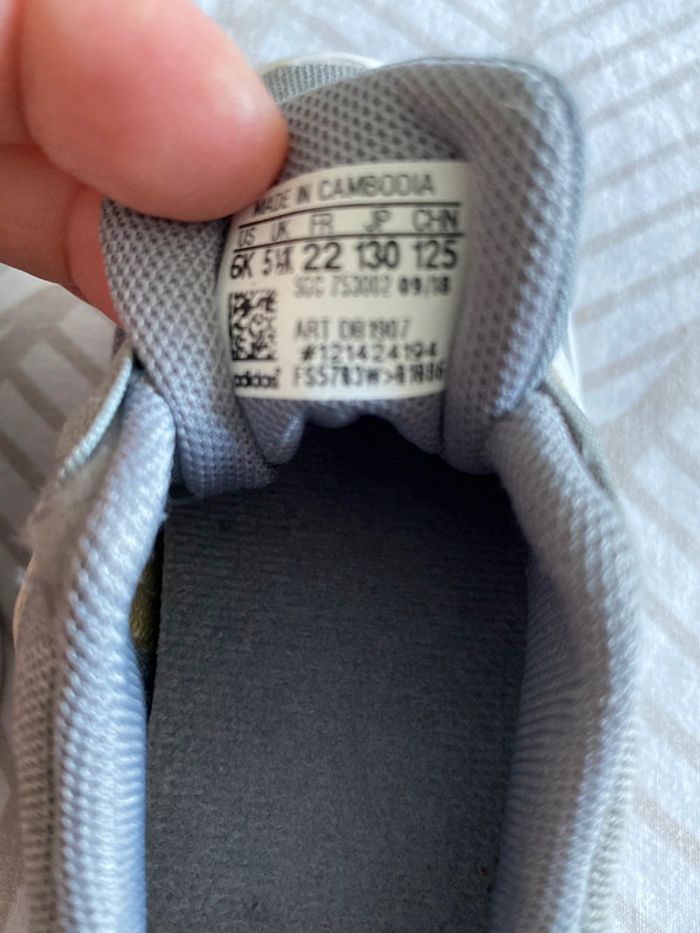 MADE IN CAMBODIA
US UK FR JP CHN
6K 5½K 22 130 125
SGC 753002 09/18
ART DB1907
#121424194
adidas